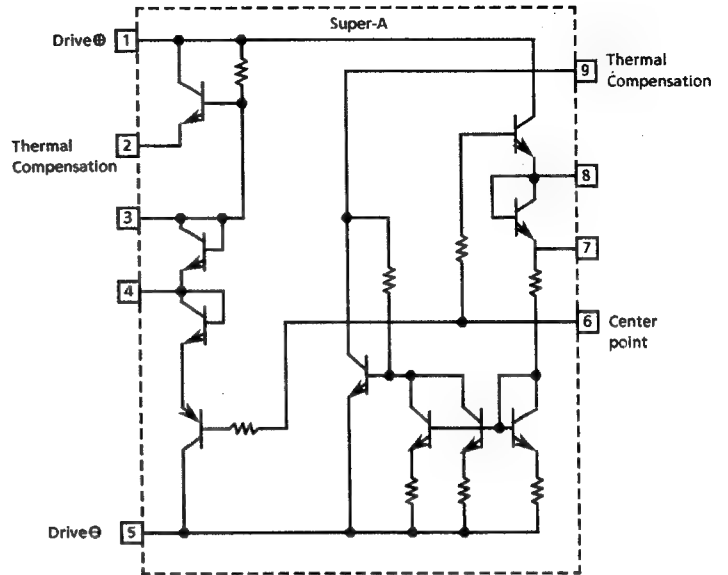 Super-A
Drive⊕ 1
9 Thermal
Compensation
Thermal 2
Compensation
8
3
7
4
6 Center
point
Drive⊖ 5